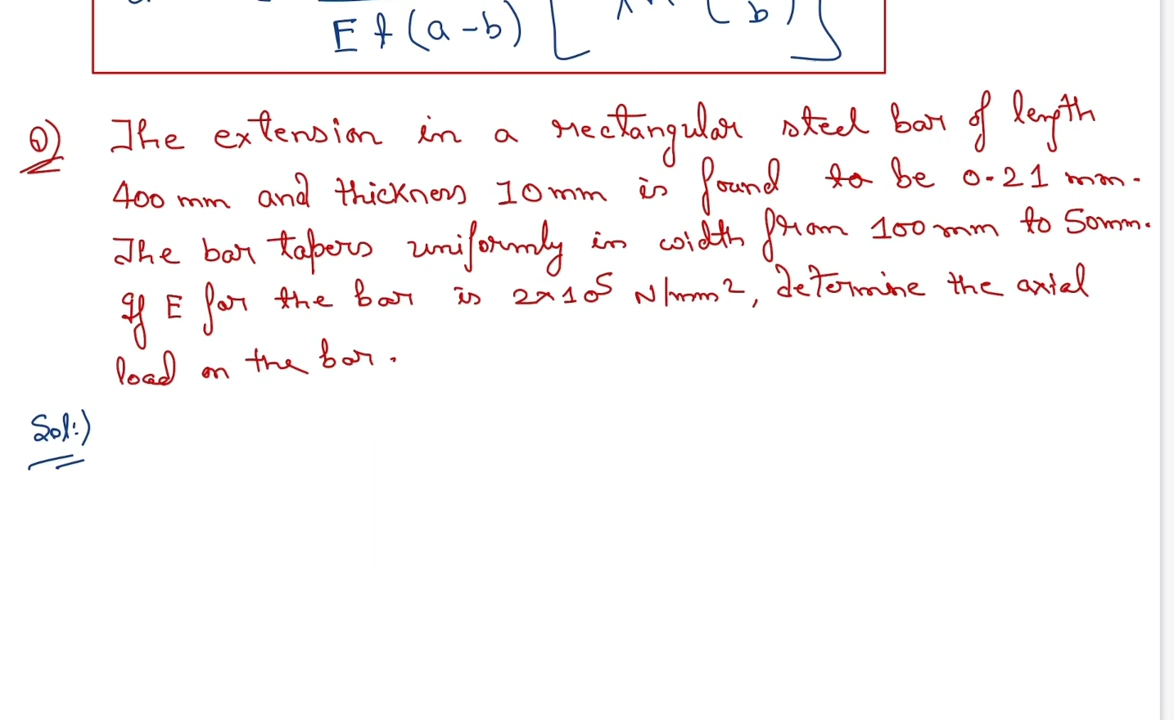 E t (a-b) [ (b) ]
Q) The extension in a rectangular steel bar of length
400 mm and thickness 10 mm is found to be 0.21 mm.
The bar tapers uniformly in width from 100 mm to 50mm.
If E for the bar is 2×10⁵ N/mm², determine the axial
load on the bar.
Sol:)